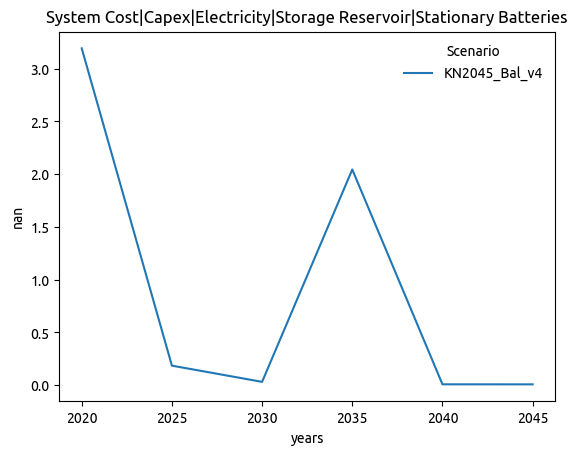 System Cost|Capex|Electricity|Storage Reservoir|Stationary Batteries
Scenario
KN2045_Bal_v4
3.0
2.5
2.0
1.5
1.0
0.5
0.0
nan
2020 2025 2030 2035 2040 2045
years